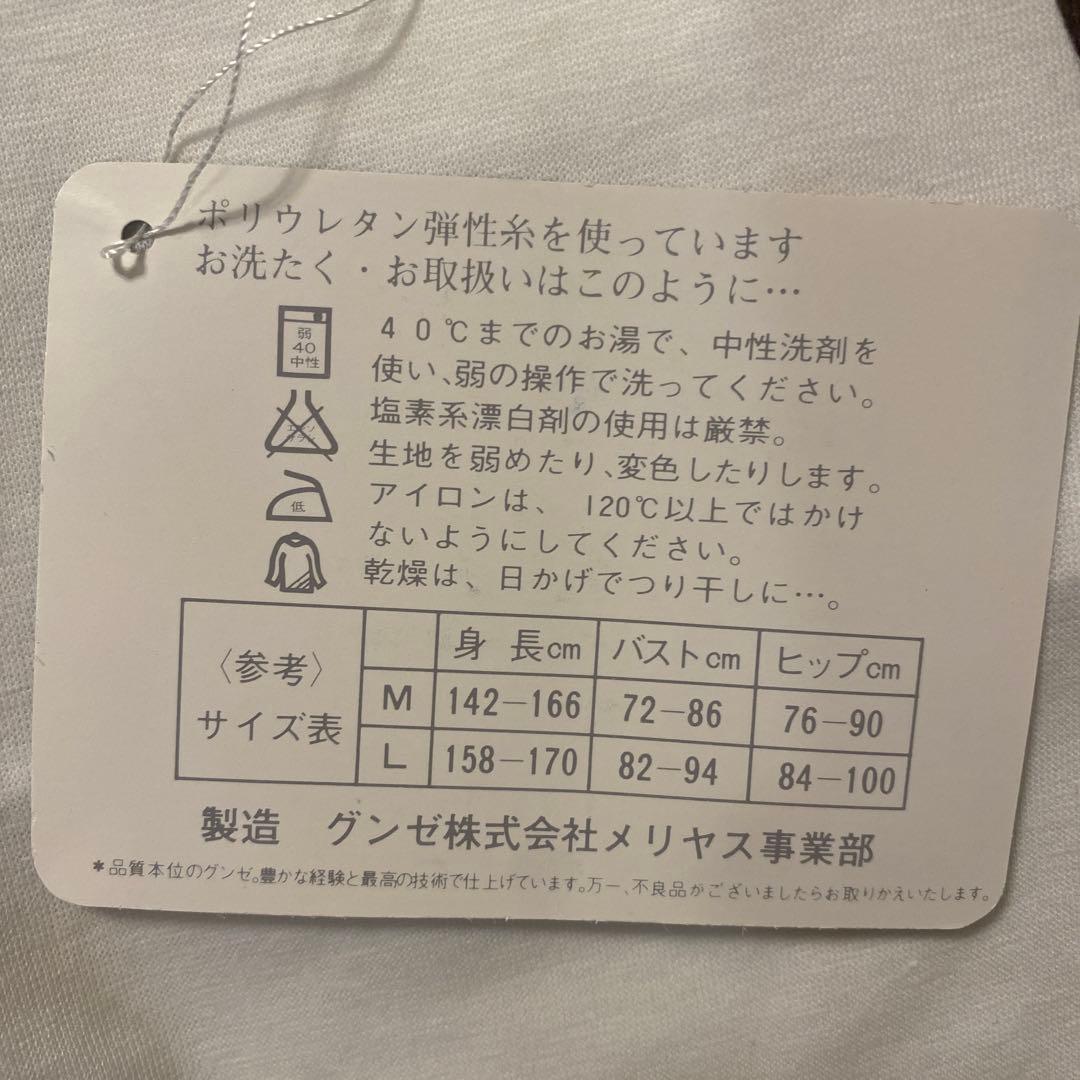 ポリウレタン弾性糸を使っています
お洗たく・お取扱いはこのように…
弱
40
中性
40℃までのお湯で、中性洗剤を
使い、弱の操作で洗ってください。
エンソ
サラシ
塩素系漂白剤の使用は厳禁。
生地を弱めたり、変色したりします。
低
アイロンは、120℃以上ではかけ
ないようにしてください。
乾燥は、日かげでつり干しに…。
〈参考〉
サイズ表
身 長cm バストcm ヒップcm
M 142－166 72－86 76－90
L 158－170 82－94 84－100
製造 グンゼ株式会社メリヤス事業部
＊品質本位のグンゼ。豊かな経験と最高の技術で仕上げています。万一、不良品がございましたらお取りかえいたします。